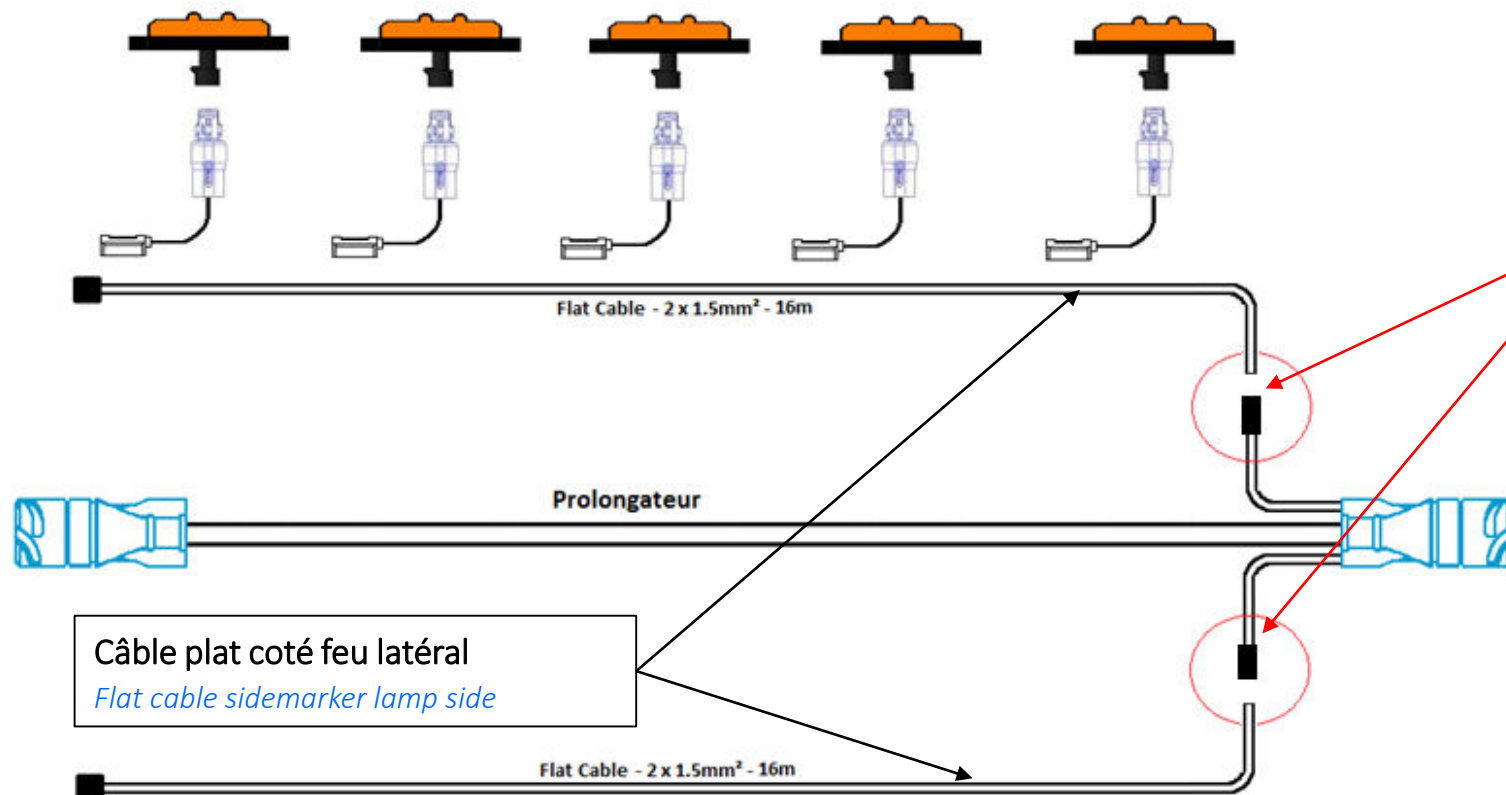 Flat Cable - 2 x 1.5mm² - 16m
Prolongateur
Câble plat coté feu latéral
Flat cable sidemarker lamp side
Flat Cable - 2 x 1.5mm² - 16m